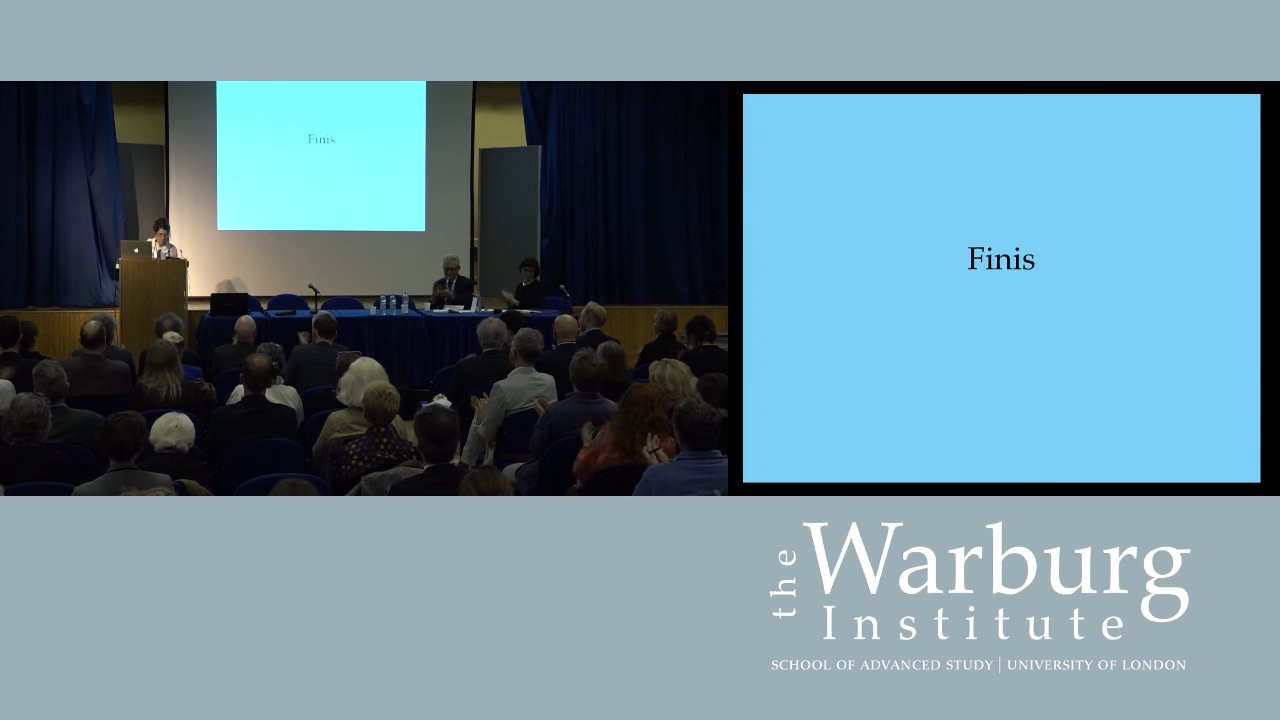 Finis
Finis
the Warburg
Institute
SCHOOL OF ADVANCED STUDY | UNIVERSITY OF LONDON